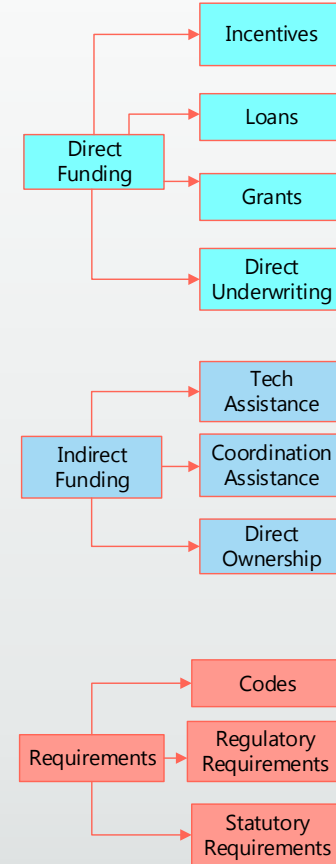 Incentives
Loans
Direct
Funding
Grants
Direct
Underwriting
Tech
Assistance
Indirect
Funding
Coordination
Assistance
Direct
Ownership
Codes
Requirements
Regulatory
Requirements
Statutory
Requirements